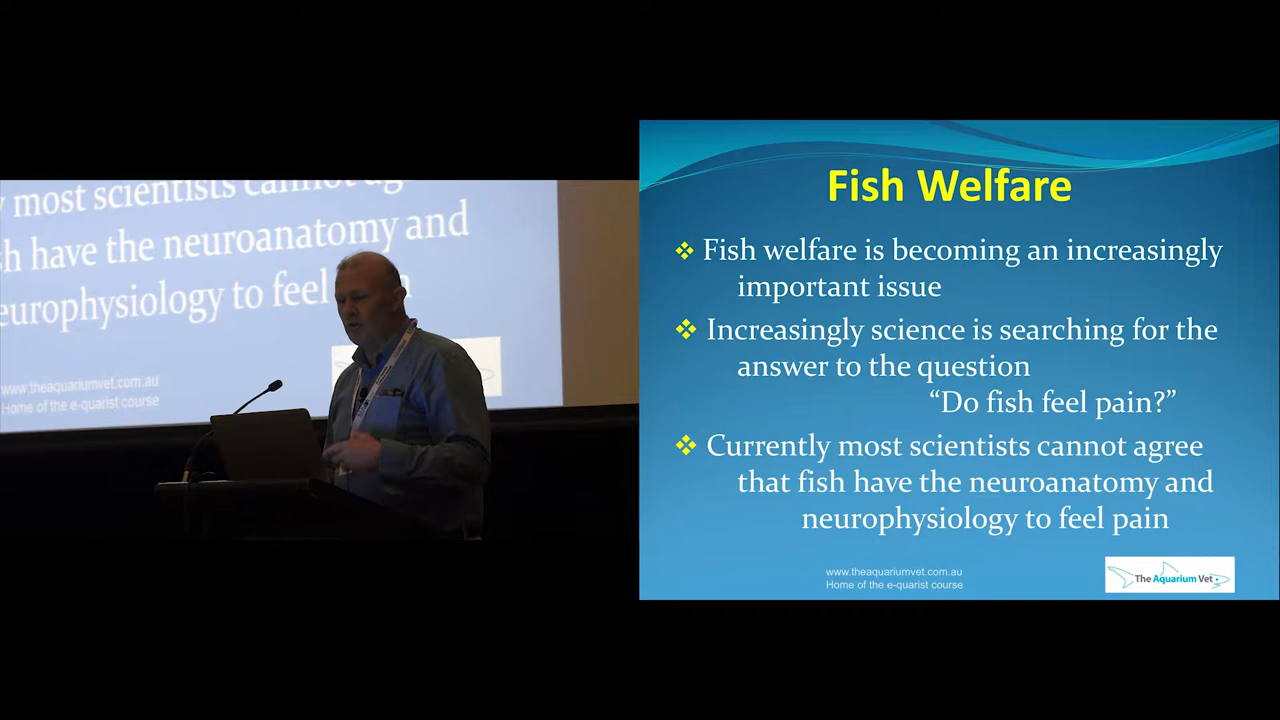 y most scientists cannot ag
sh have the neuroanatomy and
neurophysiology to feel
www.theaquariumvet.com.au
Home of the e-quarist course
Fish Welfare
Fish welfare is becoming an increasingly
important issue
Increasingly science is searching for the
answer to the question
“Do fish feel pain?”
Currently most scientists cannot agree
that fish have the neuroanatomy and
neurophysiology to feel pain
www.theaquariumvet.com.au
Home of the e-quarist course
The Aquarium Vet